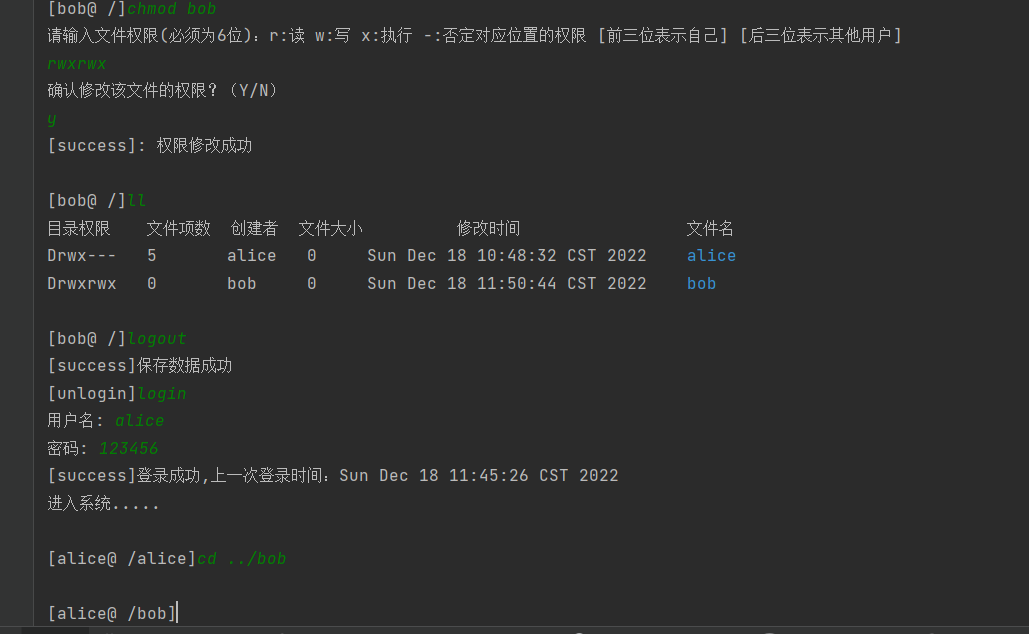 [bob@ /]chmod bob
请输入文件权限(必须为6位)：r:读 w:写 x:执行 -:否定对应位置的权限 [前三位表示自己] [后三位表示其他用户]
rwxrwx
确认修改该文件的权限？（Y/N）
y
[success]: 权限修改成功
[bob@ /]ll
目录权限 文件项数 创建者 文件大小 修改时间 文件名
Drwx--- 5 alice 0 Sun Dec 18 10:48:32 CST 2022 alice
Drwxrwx 0 bob 0 Sun Dec 18 11:50:44 CST 2022 bob
[bob@ /]logout
[success]保存数据成功
[unlogin]login
用户名: alice
密码: 123456
[success]登录成功,上一次登录时间：Sun Dec 18 11:45:26 CST 2022
进入系统.....
[alice@ /alice]cd ../bob
[alice@ /bob]